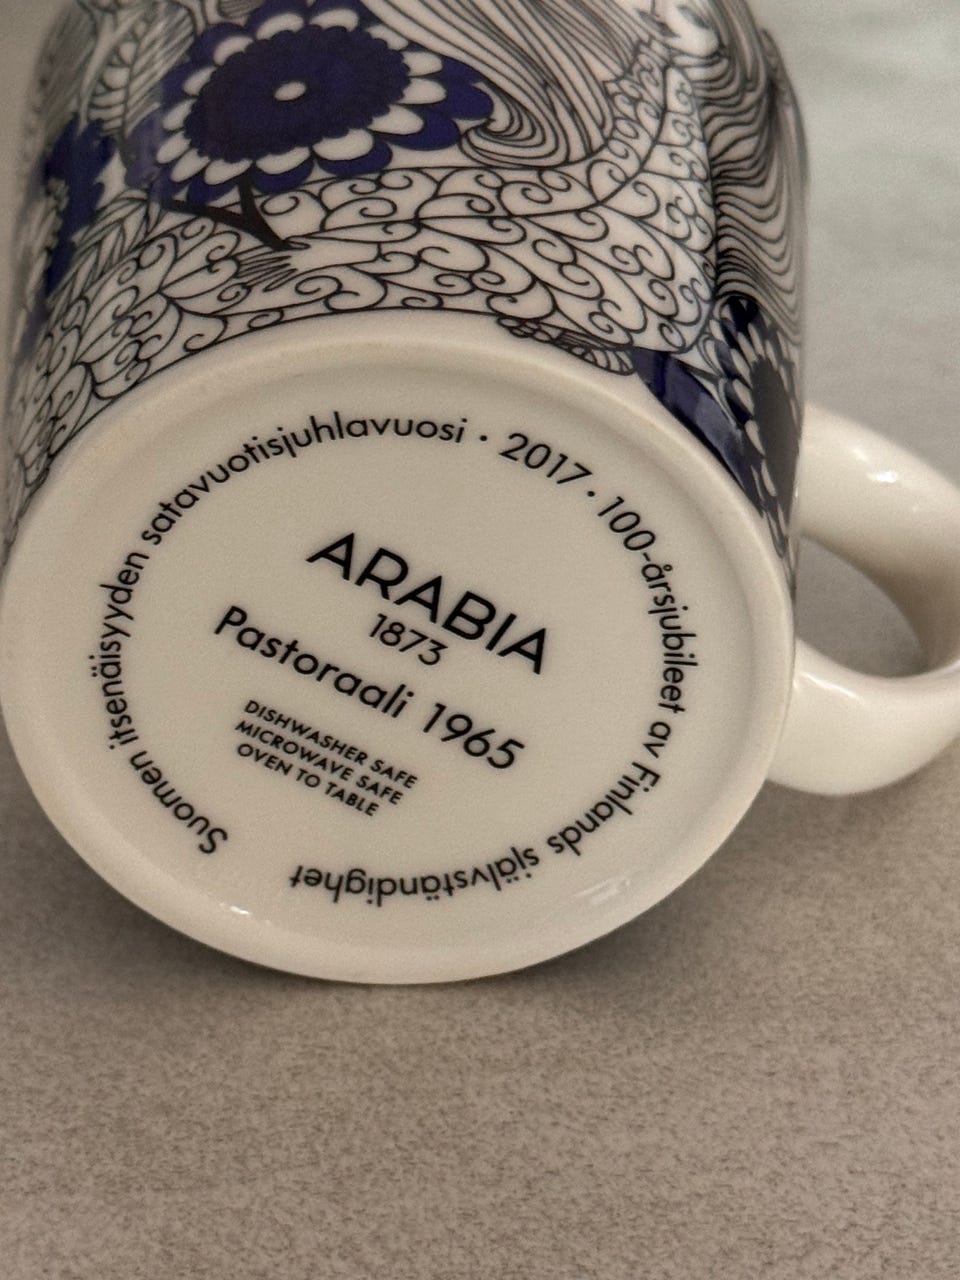 Suomen itsenäisyyden satavuotisjuhlavuosi · 2017 · 100-årsjubileet av Finlands självständighet
ARABIA
1873
Pastoraali 1965
DISHWASHER SAFE
MICROWAVE SAFE
OVEN TO TABLE